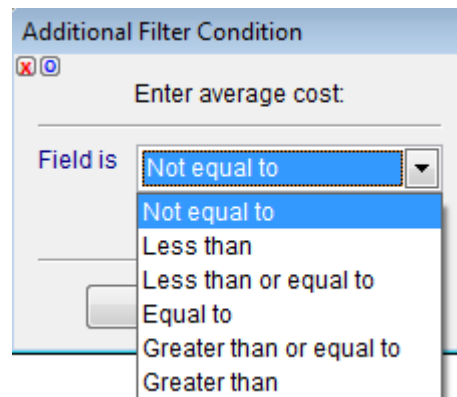 Additional Filter Condition
X O
Enter average cost:
Field is Not equal to
Not equal to
Less than
Less than or equal to
Equal to
Greater than or equal to
Greater than